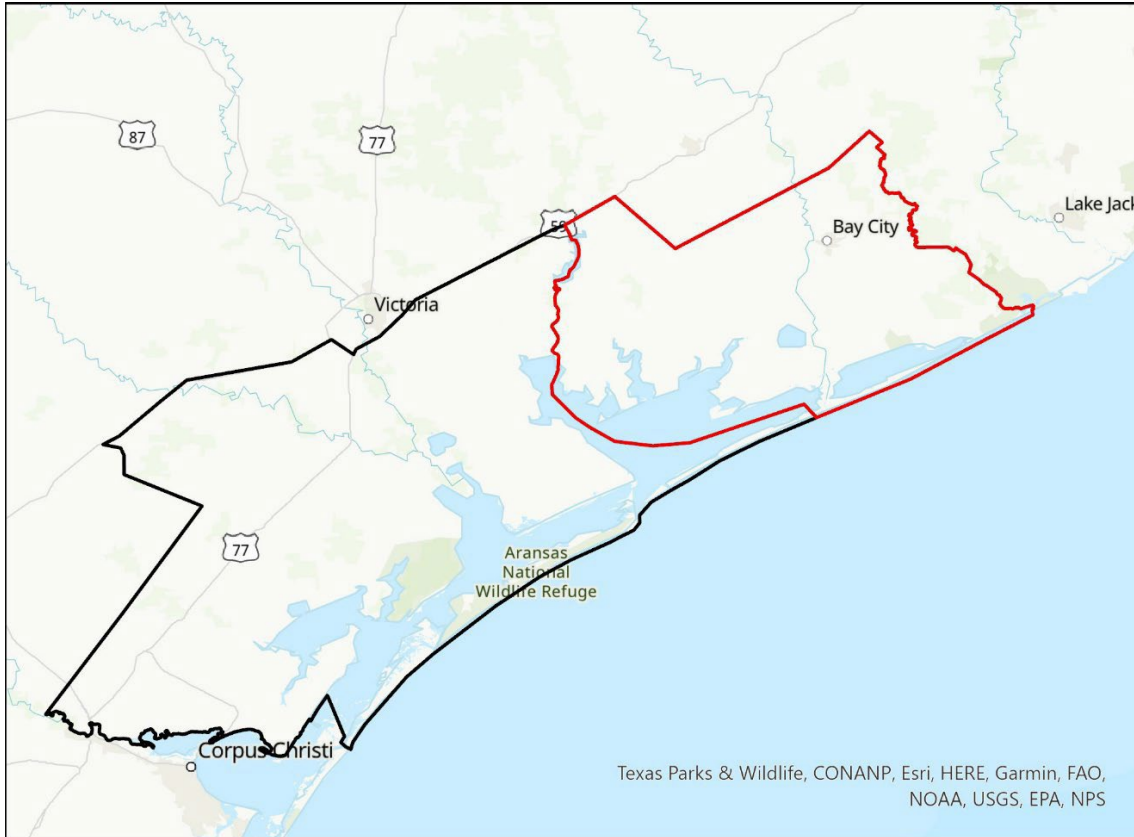 87
77
59
Lake Jack
Bay City
Victoria
77
Aransas
National
Wildlife Refuge
Corpus Christi
Texas Parks & Wildlife, CONANP, Esri, HERE, Garmin, FAO,
NOAA, USGS, EPA, NPS